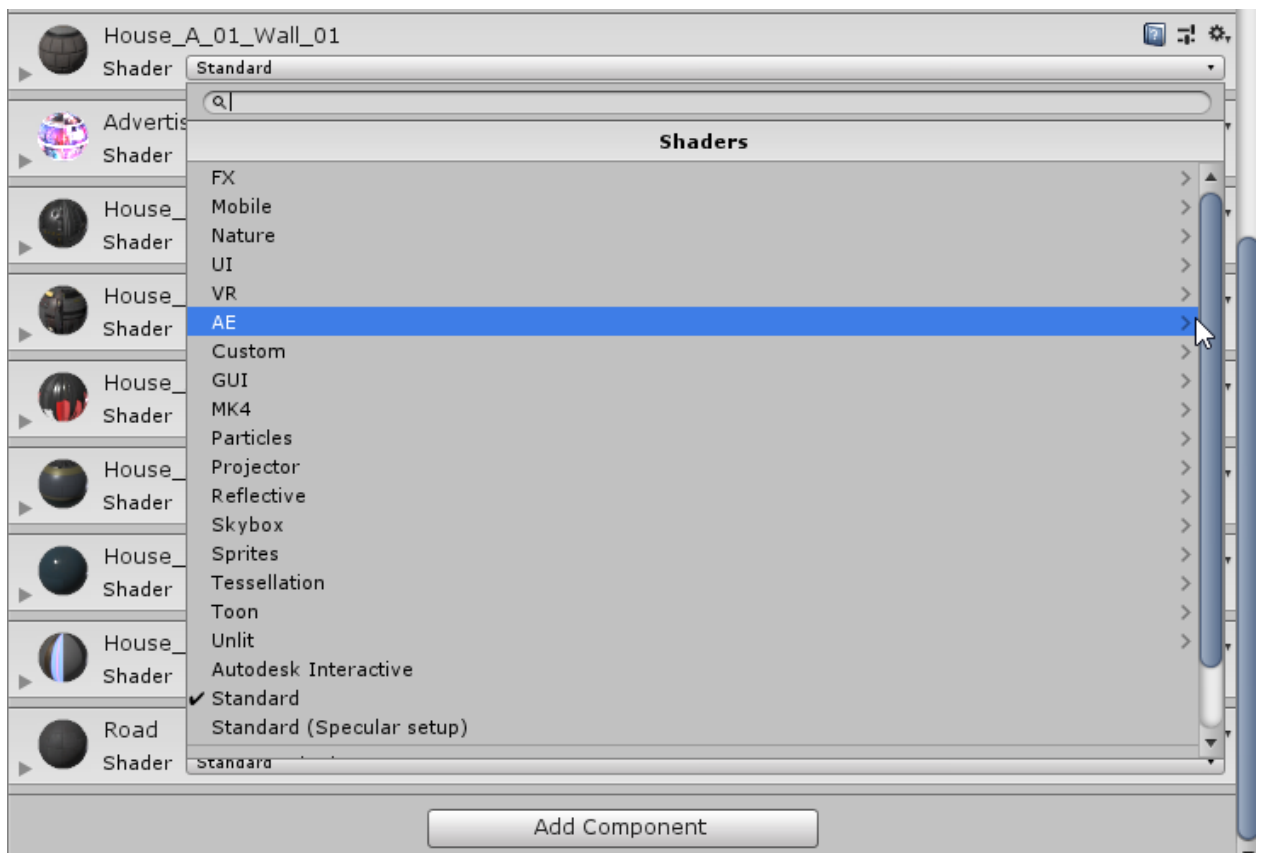 House_A_01_Wall_01
Shader Standard
Advertis
Shader
Shaders
FX
Mobile
House_
Nature
Shader
UI
VR
House_
AE
Shader
Custom
GUI
House_
MK4
Shader
Particles
Projector
House_
Reflective
Shader
Skybox
Sprites
House_
Tessellation
Shader
Toon
Unlit
House_
Autodesk Interactive
Shader
Standard
Standard (Specular setup)
Road
Shader Standard
Add Component